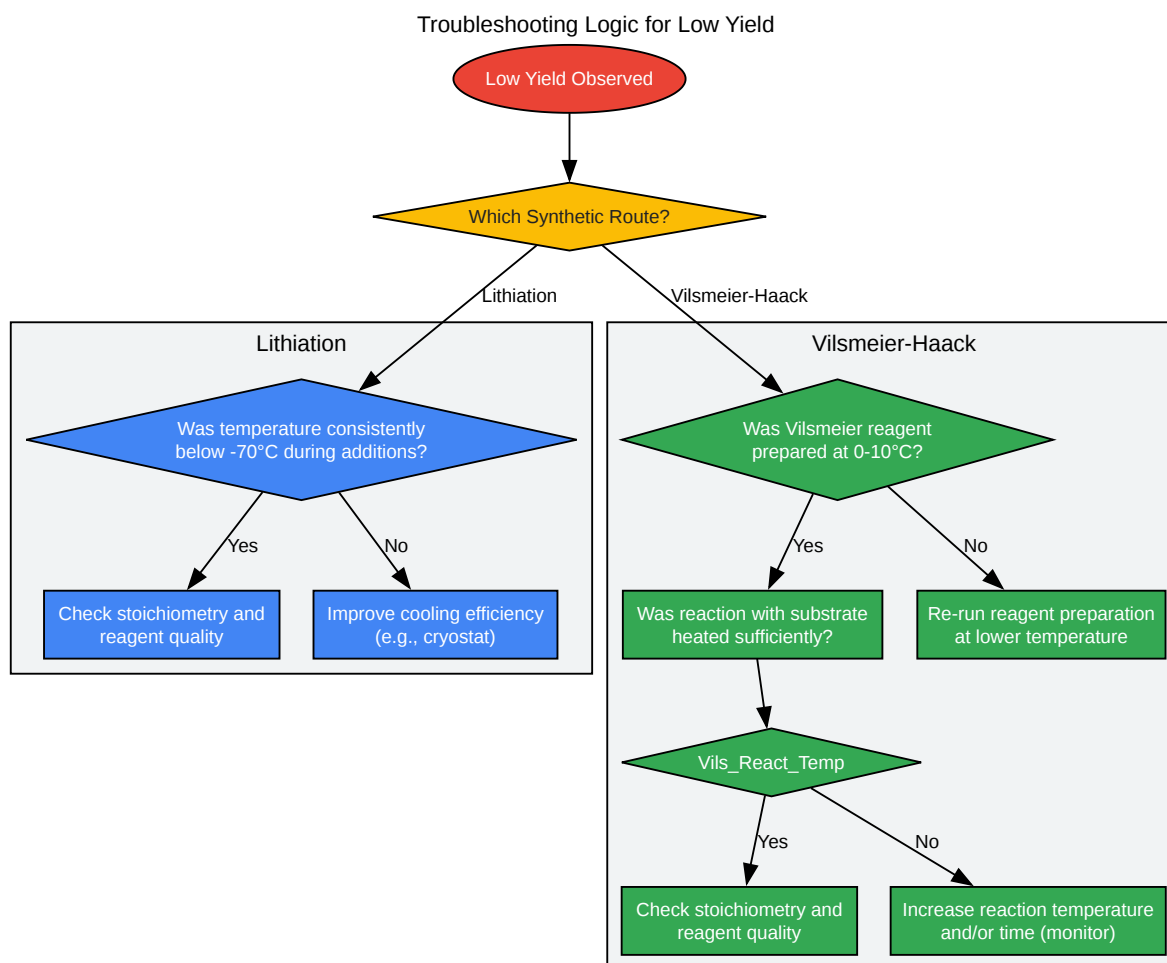 Troubleshooting Logic for Low Yield
Low Yield Observed
Which Synthetic Route?
Lithiation
Vilsmeier-Haack
Lithiation
Was temperature consistently
below -70°C during additions?
Yes
No
Check stoichiometry and
reagent quality
Improve cooling efficiency
(e.g., cryostat)
Vilsmeier-Haack
Was Vilsmeier reagent
prepared at 0-10°C?
Yes
No
Was reaction with substrate
heated sufficiently?
Re-run reagent preparation
at lower temperature
Vils_React_Temp
Yes
No
Check stoichiometry and
reagent quality
Increase reaction temperature
and/or time (monitor)